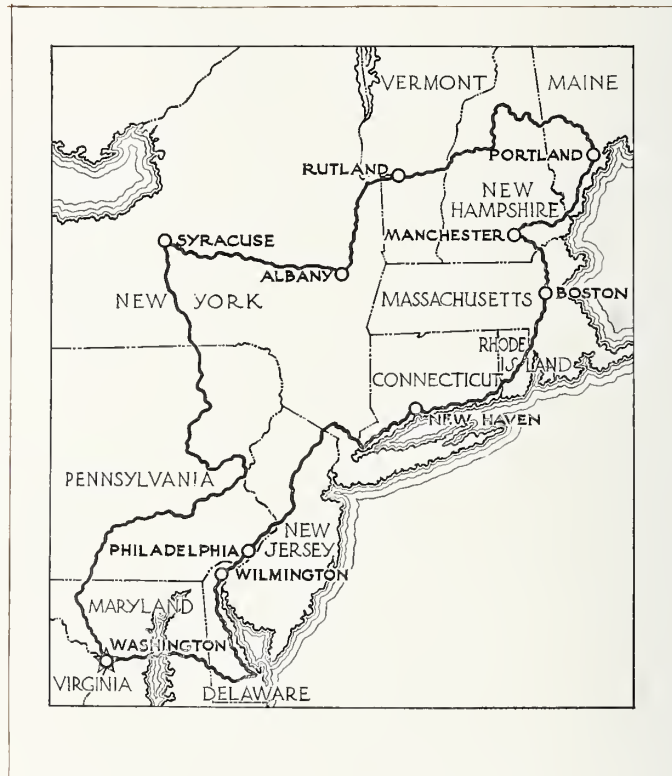 VERMONT
MAINE
RUTLAND
PORTLAND
NEW
HAMPSHIRE
MANCHESTER
SYRACUSE
ALBANY
NEW YORK
MASSACHUSETTS
BOSTON
RHODE
ISLAND
CONNECTICUT
NEW HAVEN
PENNSYLVANIA
NEW
JERSEY
PHILADELPHIA
WILMINGTON
MARYLAND
WASHINGTON
VIRGINIA
DELAWARE